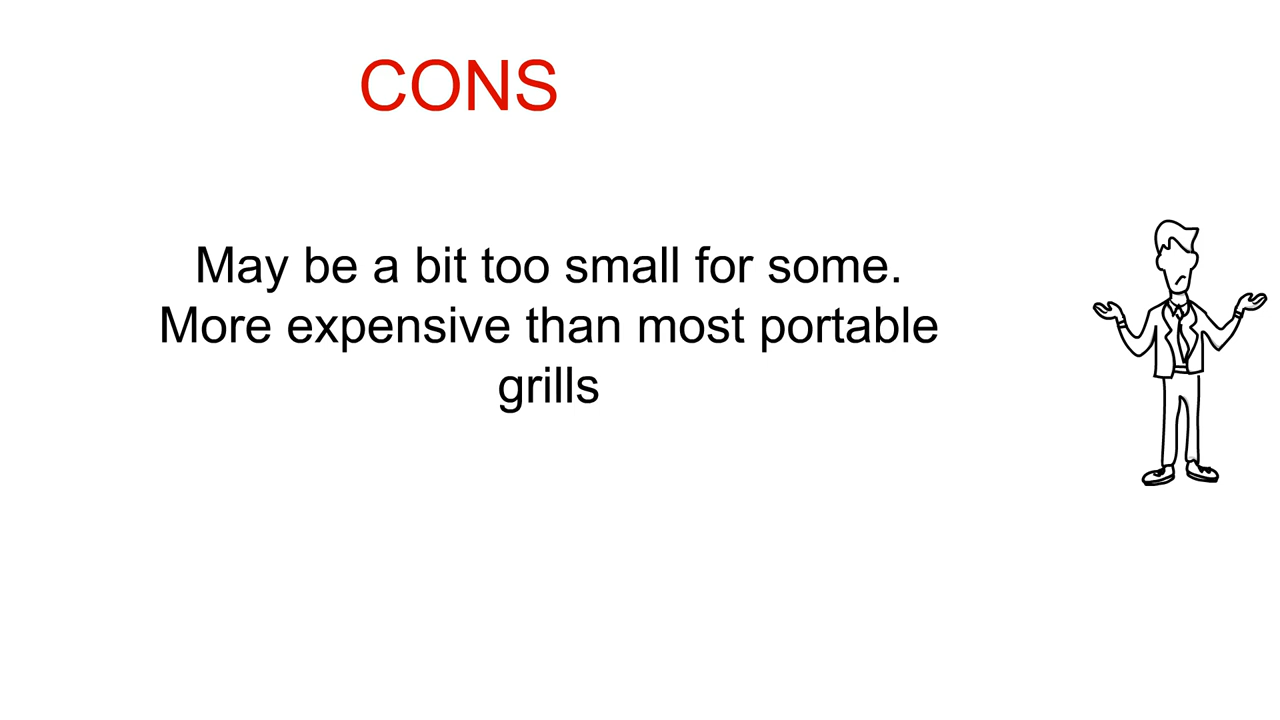 CONS
May be a bit too small for some.
More expensive than most portable
grills